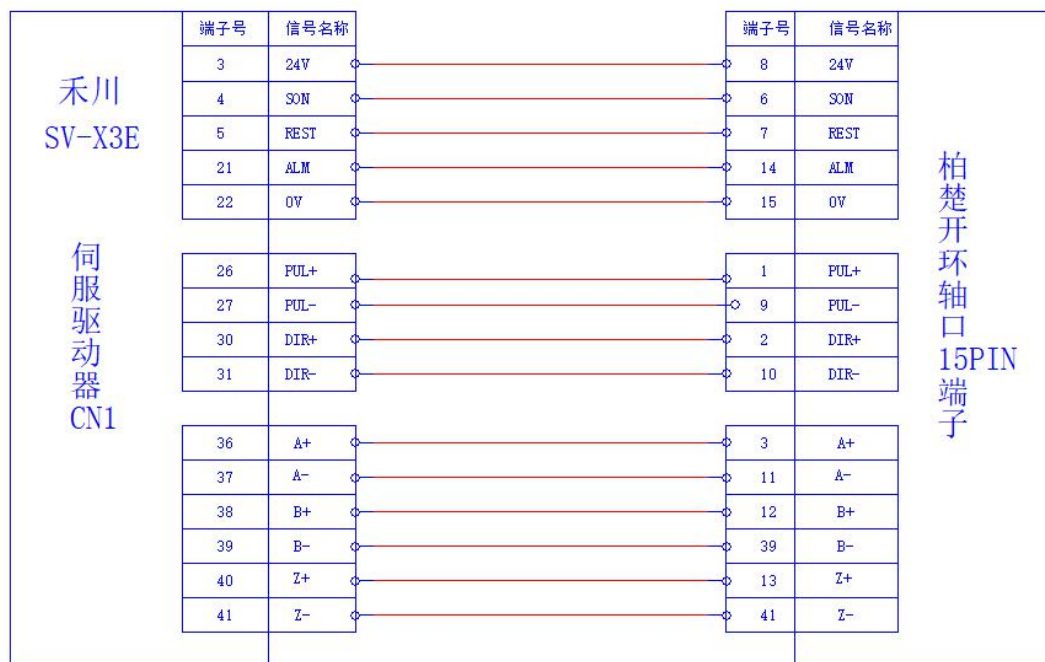 禾川
SV-X3E
伺服驱动器
CN1
端子号 信号名称
3 24V
4 SON
5 REST
21 ALM
22 0V
26 PUL+
27 PUL-
30 DIR+
31 DIR-
36 A+
37 A-
38 B+
39 B-
40 Z+
41 Z-
端子号 信号名称
8 24V
6 SON
7 REST
14 ALM
15 0V
1 PUL+
9 PUL-
2 DIR+
10 DIR-
3 A+
11 A-
12 B+
39 B-
13 Z+
41 Z-
柏楚开环轴口
15PIN
端子